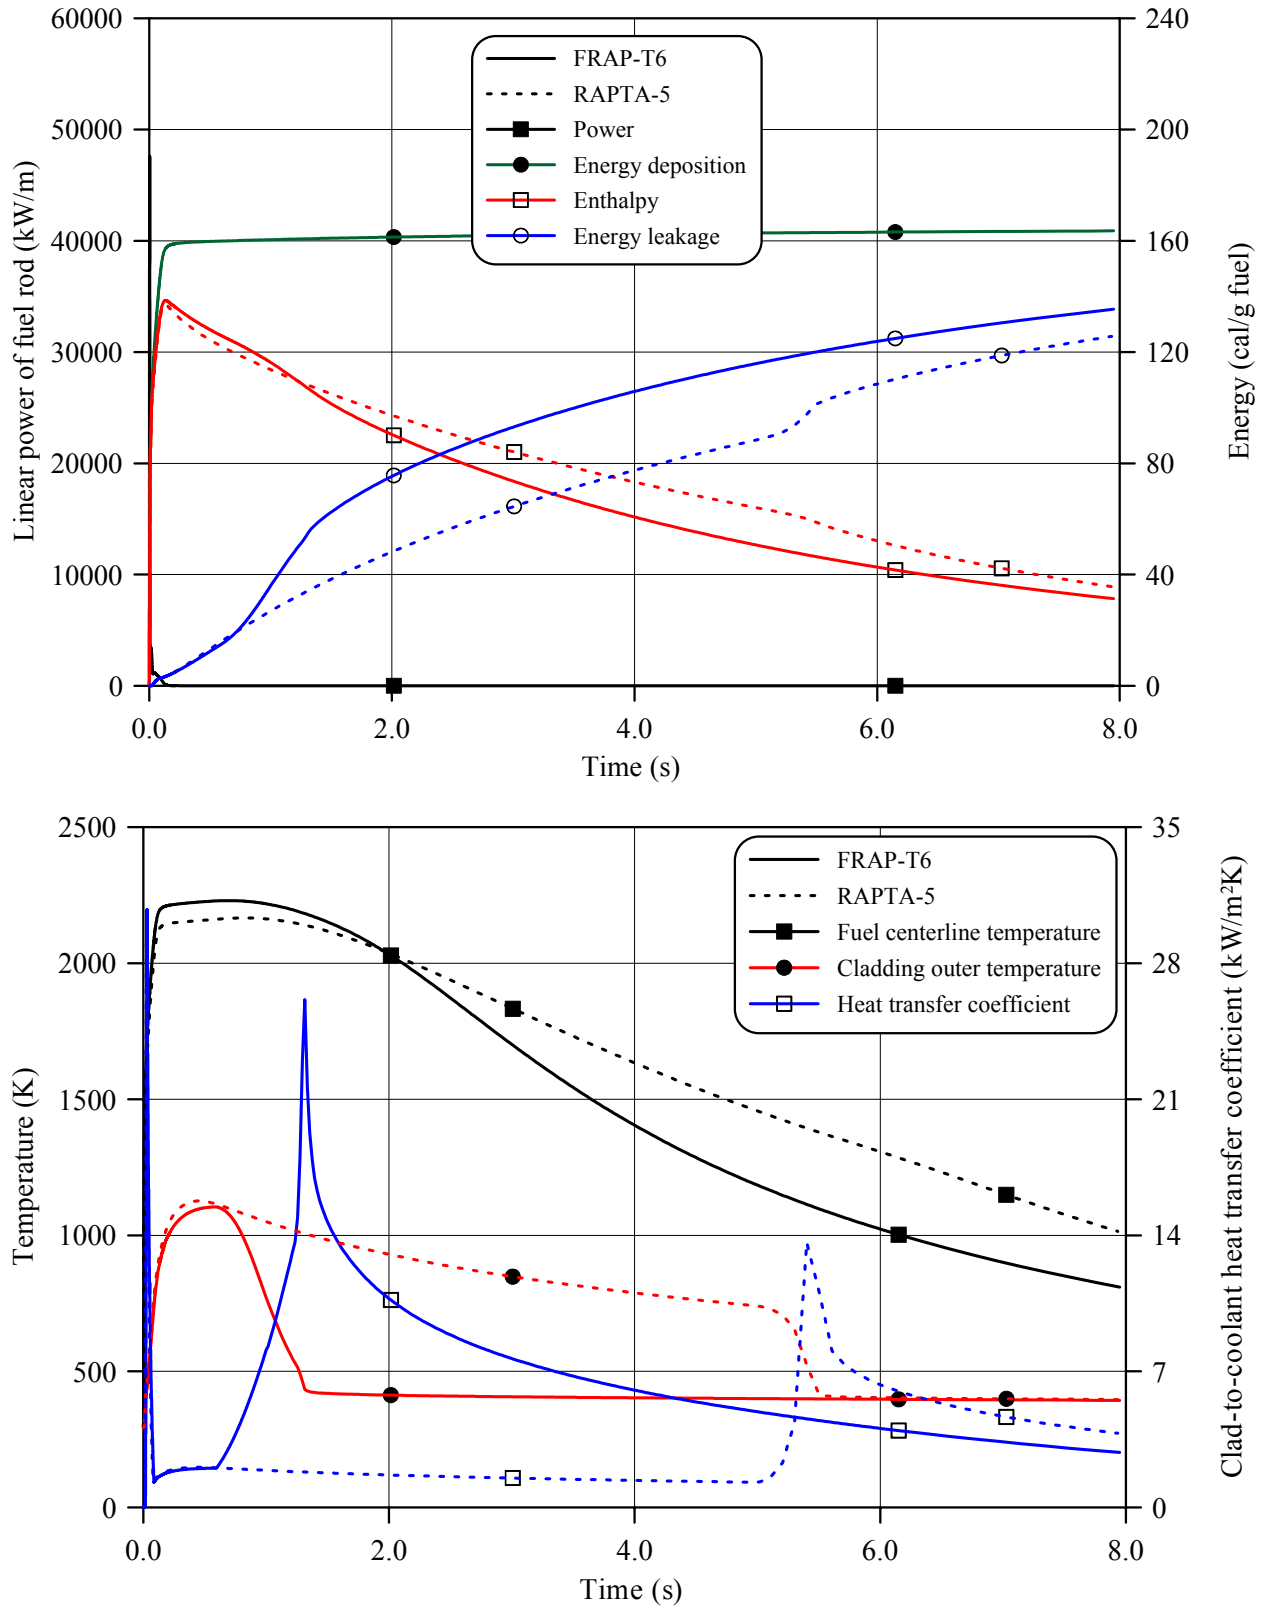 60000
50000
40000
30000
20000
10000
0
Linear power of fuel rod (kW/m)
FRAP-T6
RAPTA-5
Power
Energy deposition
Enthalpy
Energy leakage
240
200
160
120
80
40
0
Energy (cal/g fuel)
0.0 2.0 4.0 6.0 8.0
Time (s)
2500
2000
1500
1000
500
0
Temperature (K)
FRAP-T6
RAPTA-5
Fuel centerline temperature
Cladding outer temperature
Heat transfer coefficient
35
28
21
14
7
0
Clad-to-coolant heat transfer coefficient (kW/m²K)
0.0 2.0 4.0 6.0 8.0
Time (s)